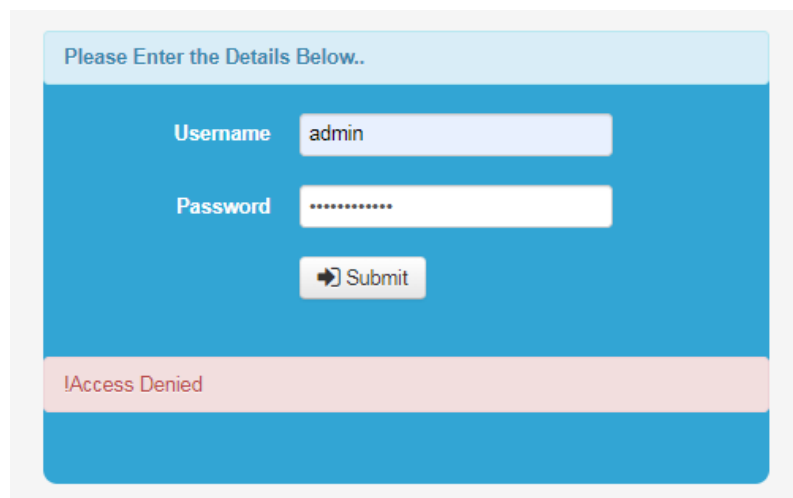 Please Enter the Details Below..
Username admin
Password ••••••••••••
Submit
!Access Denied